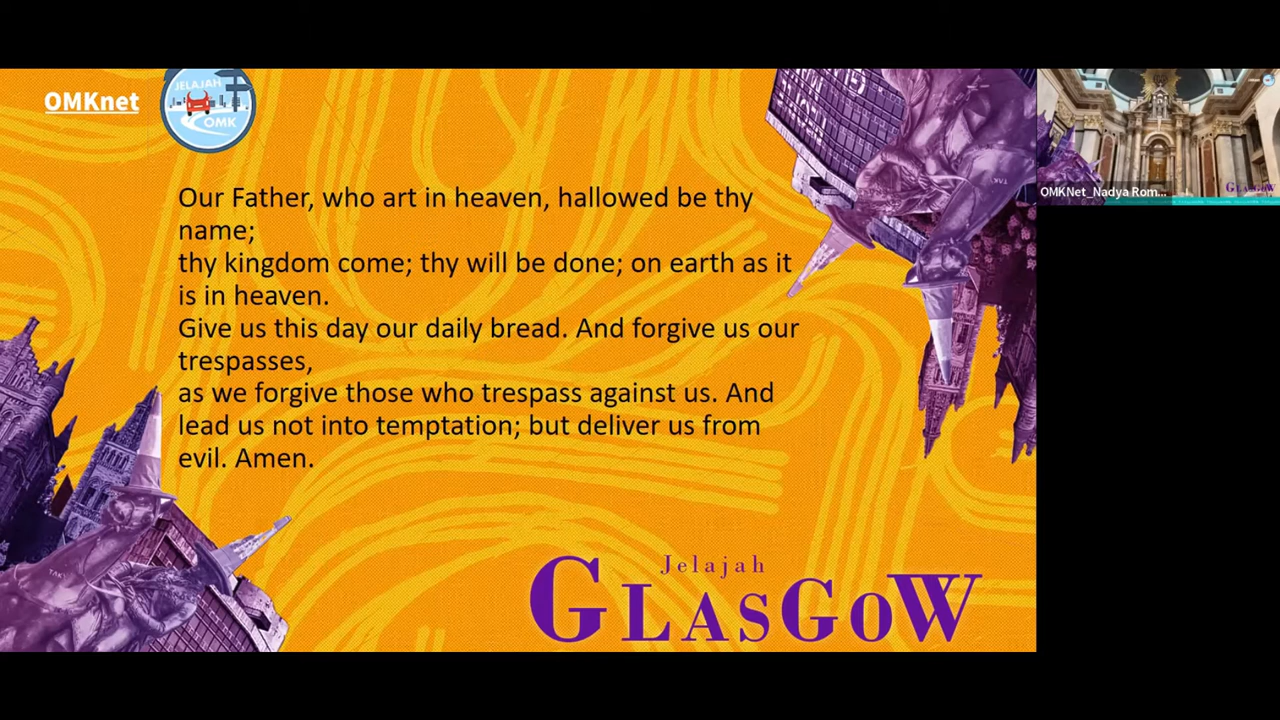 OMKnet
JELAJAH
OMK
Our Father, who art in heaven, hallowed be thy
name;
thy kingdom come; thy will be done; on earth as it
is in heaven.
Give us this day our daily bread. And forgive us our
trespasses,
as we forgive those who trespass against us. And
lead us not into temptation; but deliver us from
evil. Amen.
Jelajah
GLASGOW
OMKNet_Nadya Rom...
GLASGOW